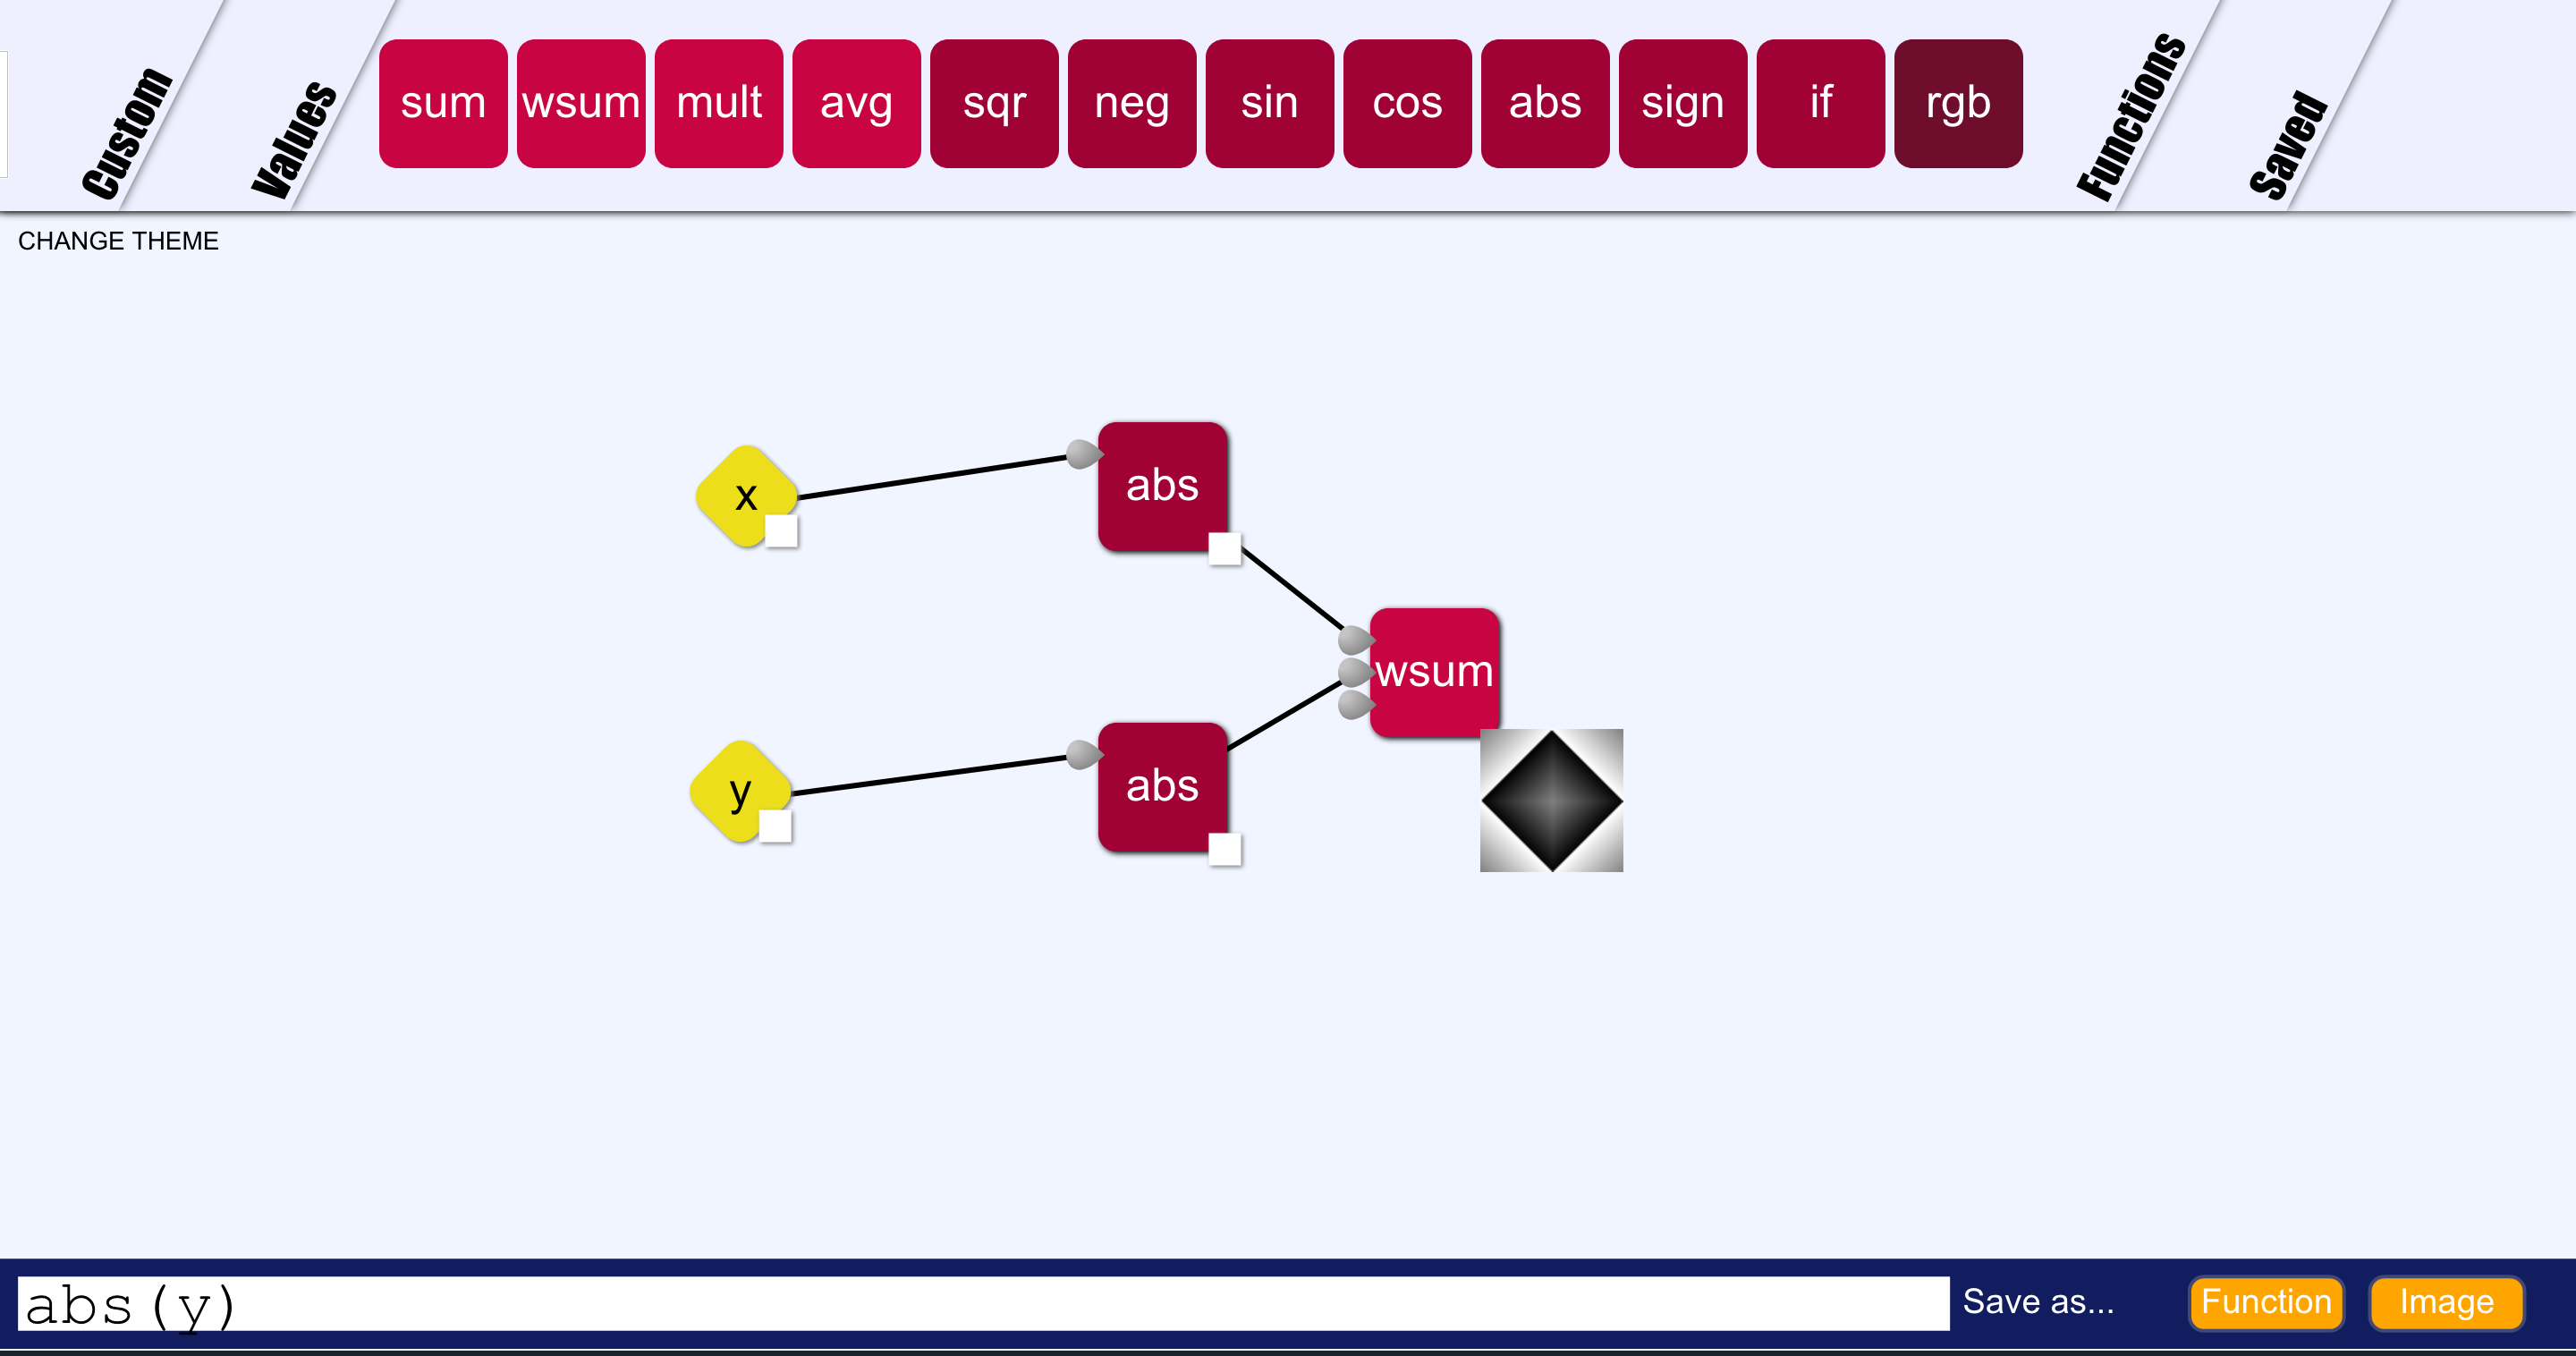 Custom
Values
sum wsum mult avg sqr neg sin cos abs sign if rgb
Functions
Saved
CHANGE THEME
x
abs
wsum
y
abs
abs(y)
Save as...
Function
Image